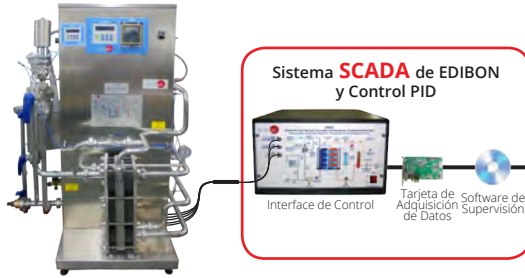 Sistema SCADA de EDIBON
y Control PID
Interface de Control
Tarjeta de
Adquisición
de Datos
Software de
Supervisión